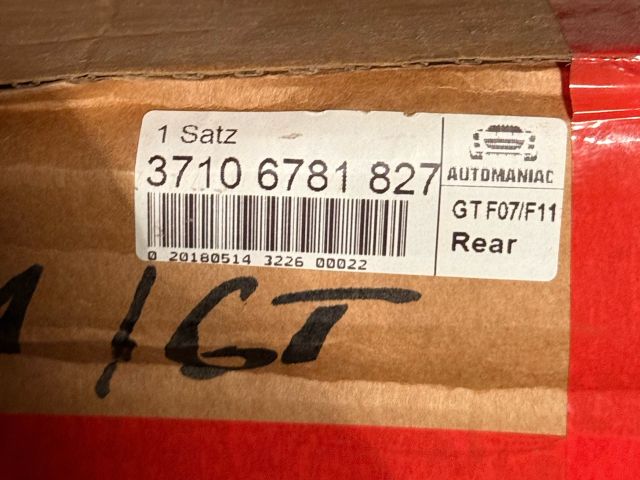 1 Satz
3710 6781 827
0 20180514 3226 00022
AUTOMANIAC
GT F07/F11
Rear
/GT